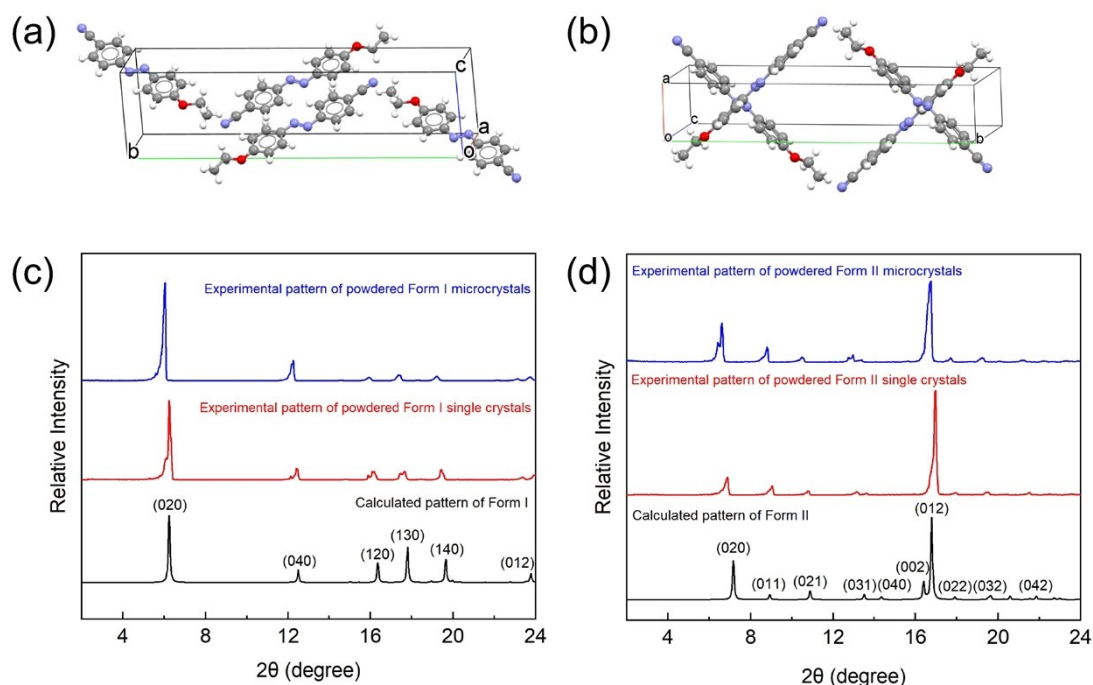 (a)
c
a
b
o
(b)
a
c
o
b
(c)
Experimental pattern of powdered Form I microcrystals
Experimental pattern of powdered Form I single crystals
Calculated pattern of Form I
(020)
(040)
(120)
(130)
(140)
(012)
Relative Intensity
4 8 12 16 20 24
2θ (degree)
(d)
Experimental pattern of powdered Form II microcrystals
Experimental pattern of powdered Form II single crystals
Calculated pattern of Form II
(020)
(011)
(021)
(031)
(040)
(002)
(012)
(022)
(032)
(042)
Relative Intensity
4 8 12 16 20 24
2θ (degree)